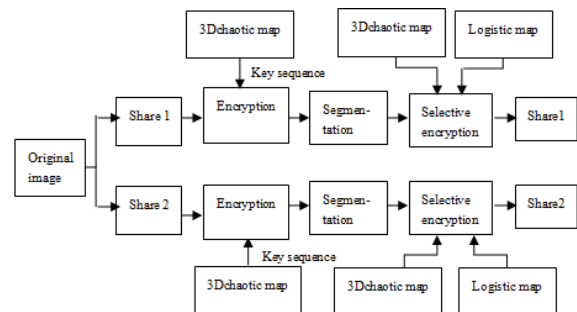 3Dchaotic map
3Dchaotic map
Logistic map
Key sequence
Share 1
Encryption
Segmen-
tation
Selective
encryption
Share1
Original
image
Share 2
Encryption
Segmen-
tation
Selective
encryption
Share2
Key sequence
3Dchaotic map
3Dchaotic map
Logistic map